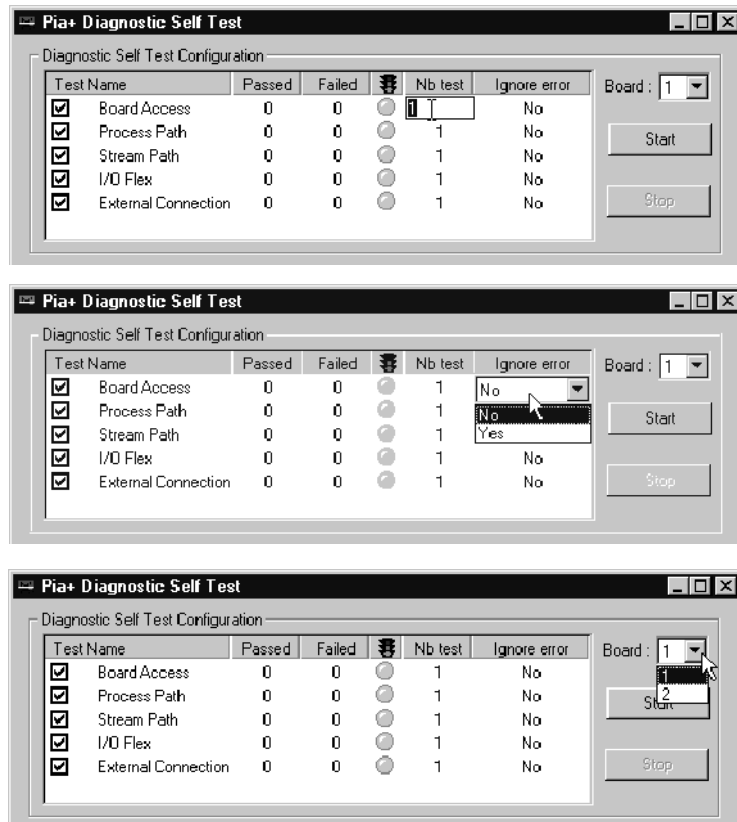 Pia+ Diagnostic Self Test
Diagnostic Self Test Configuration
Test Name Passed Failed Nb test Ignore error Board : 1
Board Access 0 0 1 No
Process Path 0 0 1 No
Start
Stream Path 0 0 1 No
I/O Flex 0 0 1 No
Stop
External Connection 0 0 1 No
Pia+ Diagnostic Self Test
Diagnostic Self Test Configuration
Test Name Passed Failed Nb test Ignore error Board : 1
Board Access 0 0 1 No
Process Path 0 0 1 No
Start
Stream Path 0 0 1 Yes
I/O Flex 0 0 1 No
Stop
External Connection 0 0 1 No
Pia+ Diagnostic Self Test
Diagnostic Self Test Configuration
Test Name Passed Failed Nb test Ignore error Board : 1
Board Access 0 0 1 No 1
Process Path 0 0 1 No 2
Start
Stream Path 0 0 1 No
I/O Flex 0 0 1 No
Stop
External Connection 0 0 1 No